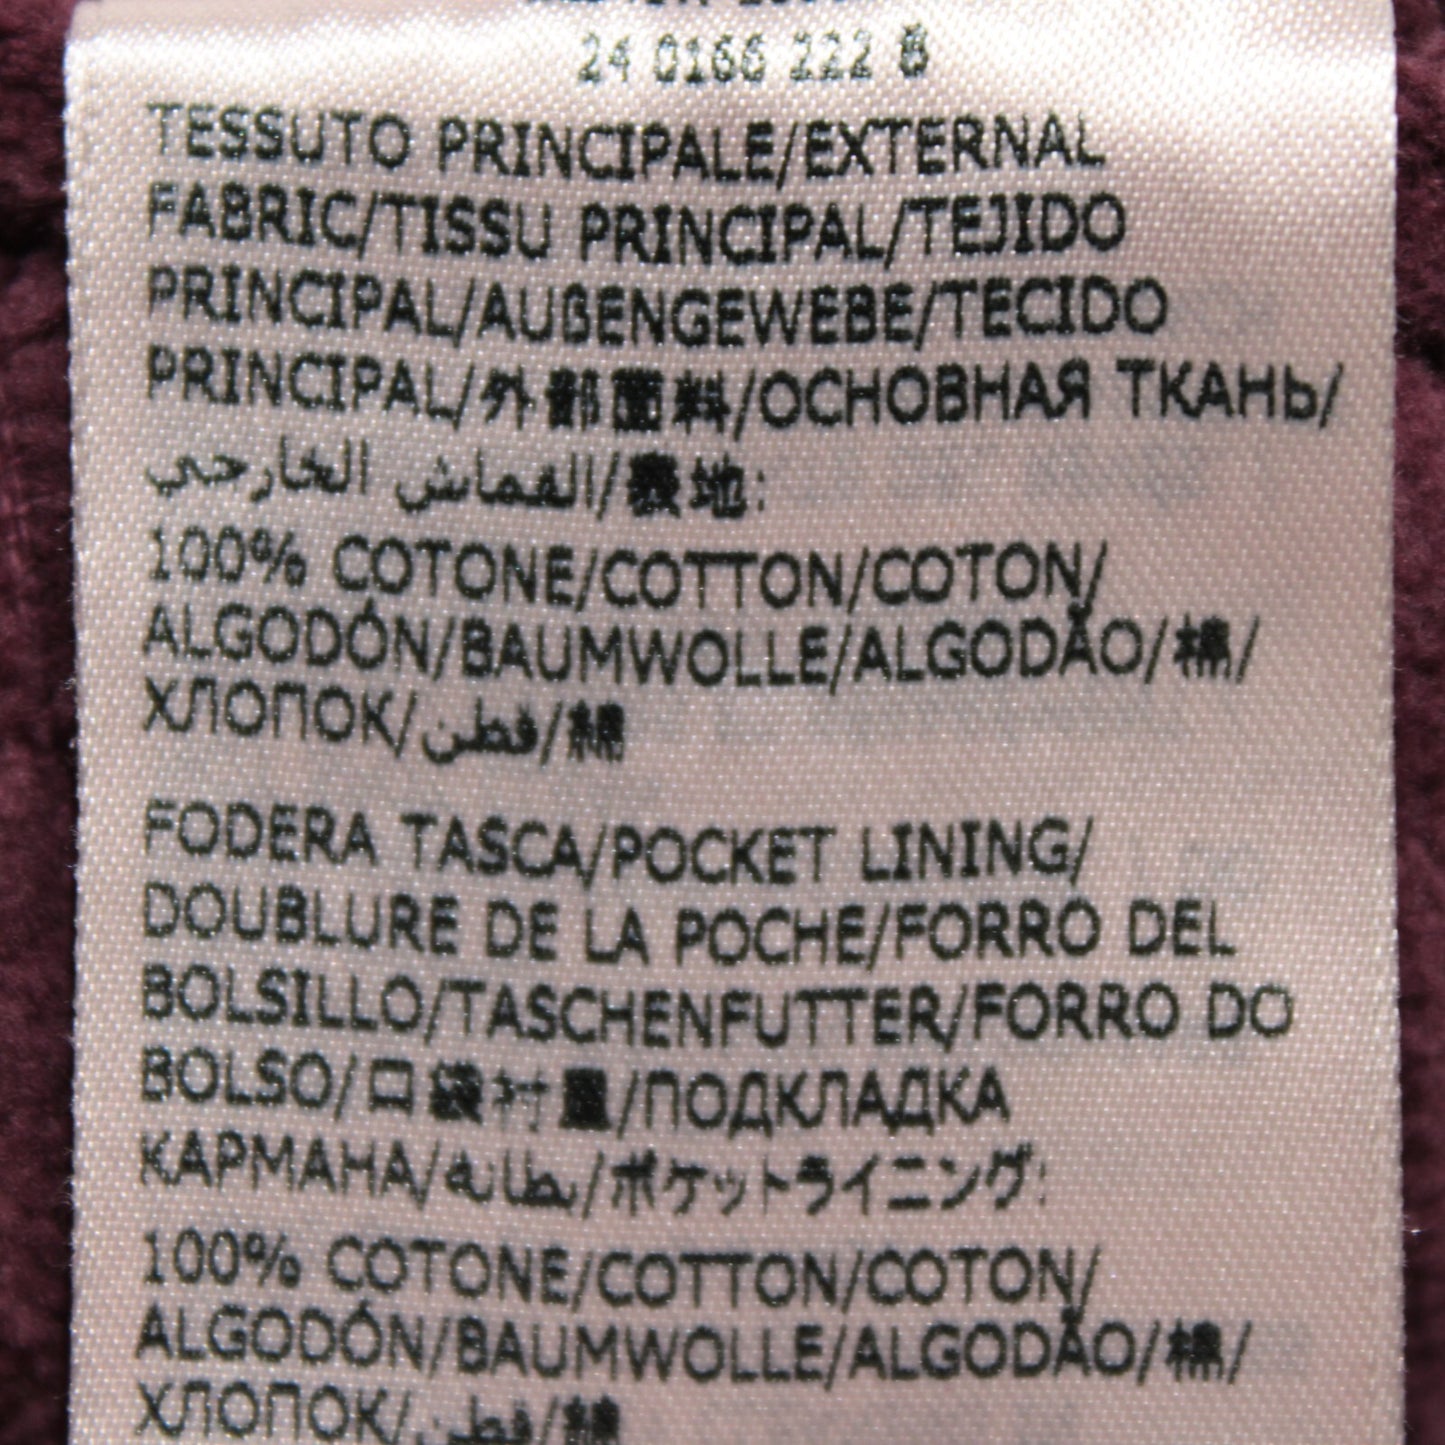 24 0166 222 8
TESSUTO PRINCIPALE/EXTERNAL
FABRIC/TISSU PRINCIPAL/TEJIDO
PRINCIPAL/AUßENGEWEBE/TECIDO
PRINCIPAL/外部面料/ОСНОВНАЯ ТКАНЬ/
القماش الخارجي/表地:
100% COTONE/COTTON/COTON/
ALGODÓN/BAUMWOLLE/ALGODÃO/棉/
ХЛОПОК/قطن/綿
FODERA TASCA/POCKET LINING/
DOUBLURE DE LA POCHE/FORRO DEL
BOLSILLO/TASCHENFUTTER/FORRO DO
BOLSO/口袋衬里/ПОДКЛАДКА
КАРМАНА/بطانة/ポケットライニング:
100% COTONE/COTTON/COTON/
ALGODÓN/BAUMWOLLE/ALGODÃO/棉/
ХЛОПОК/قطن/綿